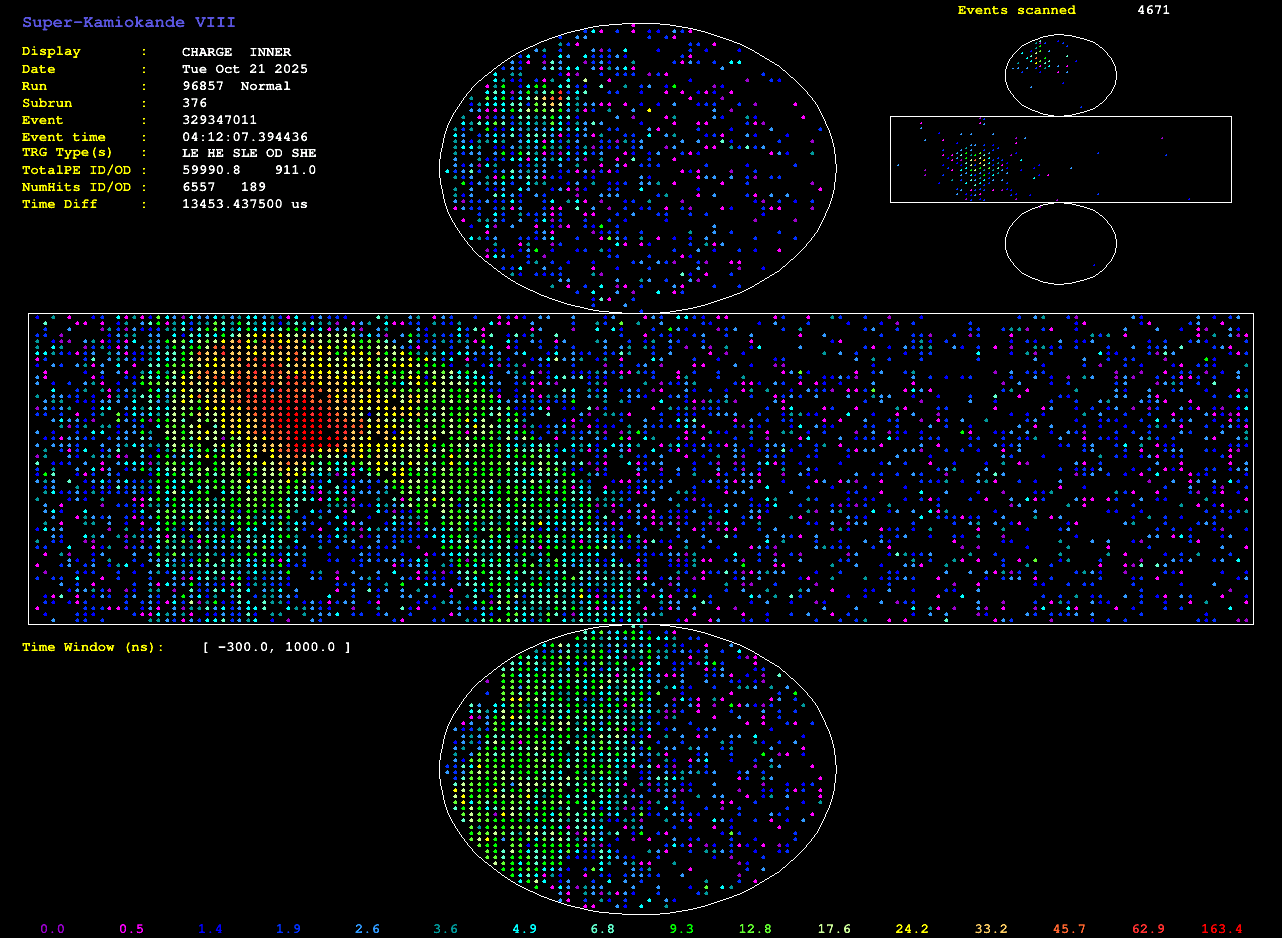 Super-Kamiokande VIII
Events scanned 4671
Display : CHARGE INNER
Date : Tue Oct 21 2025
Run : 96857 Normal
Subrun : 376
Event : 329347011
Event time : 04:12:07.394436
TRG Type(s) : LE HE SLE OD SHE
TotalPE ID/OD : 59990.8 911.0
NumHits ID/OD : 6557 189
Time Diff : 13453.437500 us
Time Window (ns): [ -300.0, 1000.0 ]
0.0 0.5 1.4 1.9 2.6 3.6 4.9 6.8 9.3 12.8 17.6 24.2 33.2 45.7 62.9 163.4